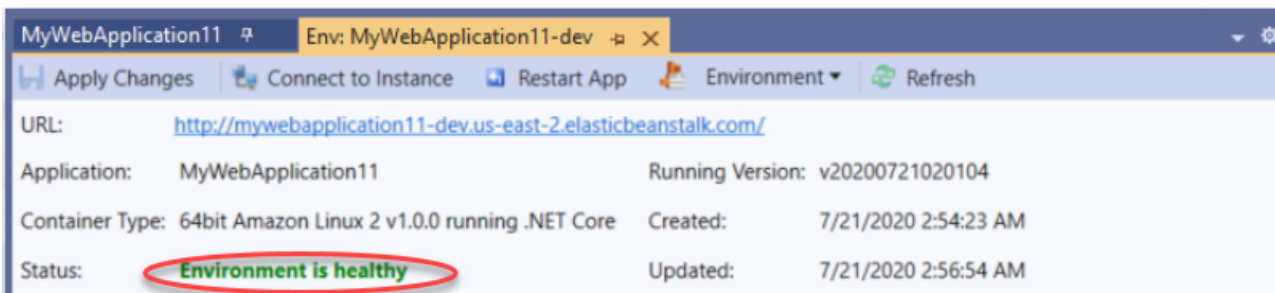 MyWebApplication11 Env: MyWebApplication11-dev
Apply Changes Connect to Instance Restart App Environment Refresh
URL: http://mywebapplication11-dev.us-east-2.elasticbeanstalk.com/
Application: MyWebApplication11 Running Version: v20200721020104
Container Type: 64bit Amazon Linux 2 v1.0.0 running .NET Core Created: 7/21/2020 2:54:23 AM
Status: Environment is healthy Updated: 7/21/2020 2:56:54 AM